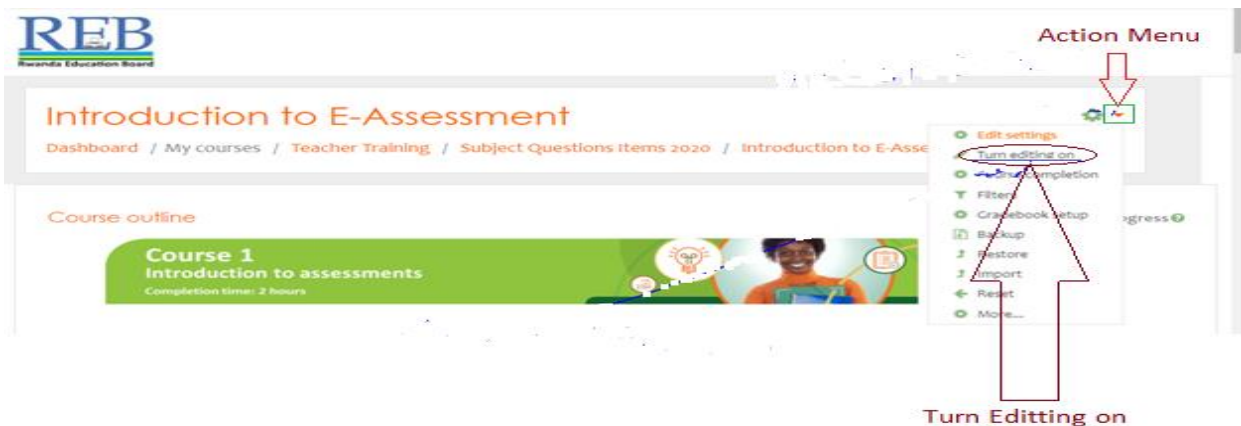 REB
Rwanda Education Board
Action Menu
Introduction to E-Assessment
Dashboard / My courses / Teacher Training / Subject Questions Items 2020 / Introduction to E-Asse
Edit settings
Turn editing on
completion
Filters
Gradebook setup
Backup
Restore
Import
Reset
More...
Course outline
ogress
Course 1
Introduction to assessments
Completion time: 2 hours
Turn Editting on